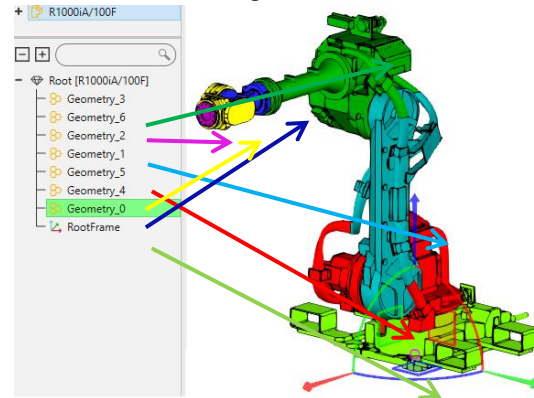 R1000iA/100F
Root [R1000iA/100F]
Geometry_3
Geometry_6
Geometry_2
Geometry_1
Geometry_5
Geometry_4
Geometry_0
RootFrame